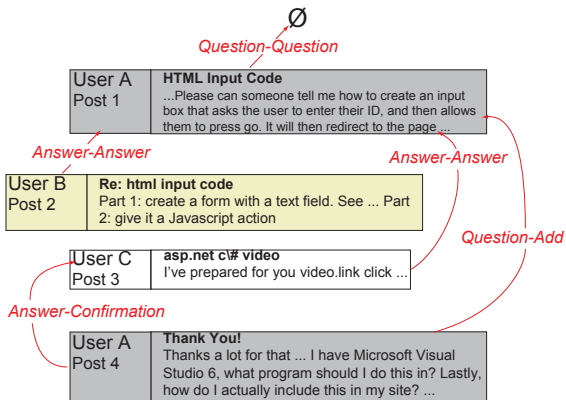 Ø
Question-Question
User A
Post 1
HTML Input Code
...Please can someone tell me how to create an input
box that asks the user to enter their ID, and then allows
them to press go. It will then redirect to the page ...
Answer-Answer
Answer-Answer
User B
Post 2
Re: html input code
Part 1: create a form with a text field. See ... Part
2: give it a Javascript action
Question-Add
User C
Post 3
asp.net c\# video
I've prepared for you video.link click ...
Answer-Confirmation
User A
Post 4
Thank You!
Thanks a lot for that ... I have Microsoft Visual
Studio 6, what program should I do this in? Lastly,
how do I actually include this in my site? ...